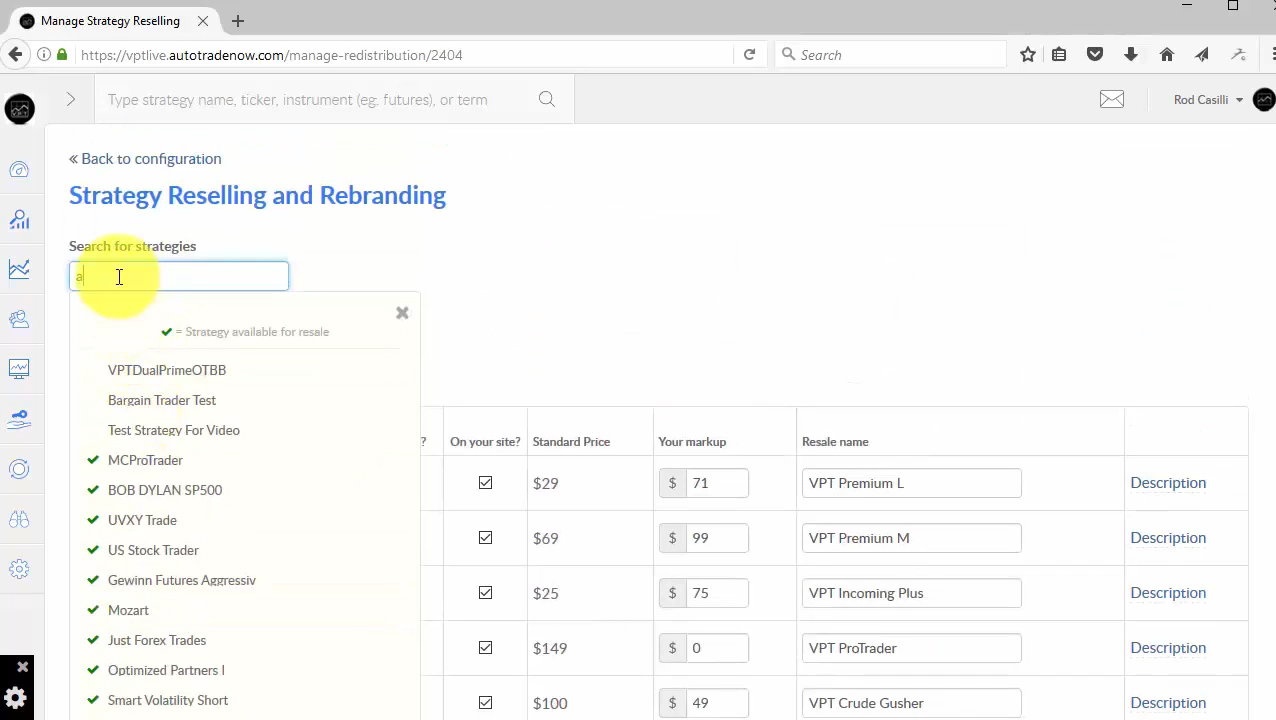 Manage Strategy Reselling
https://vptlive.autotradenow.com/manage-redistribution/2404
Search
Type strategy name, ticker, instrument (eg. futures), or term
Rod Casilli
VPT
« Back to configuration
Strategy Reselling and Rebranding
Search for strategies
a
= Strategy available for resale
VPTDualPrimeOTBB
Bargain Trader Test
Test Strategy For Video
MCProTrader
BOB DYLAN SP500
UVXY Trade
US Stock Trader
Gewinn Futures Aggressiv
Mozart
Just Forex Trades
Optimized Partners I
Smart Volatility Short
? On your site? Standard Price Your markup Resale name
$29 $ 71 VPT Premium L Description
$69 $ 99 VPT Premium M Description
$25 $ 75 VPT Incoming Plus Description
$149 $ 0 VPT ProTrader Description
$100 $ 49 VPT Crude Gusher Description